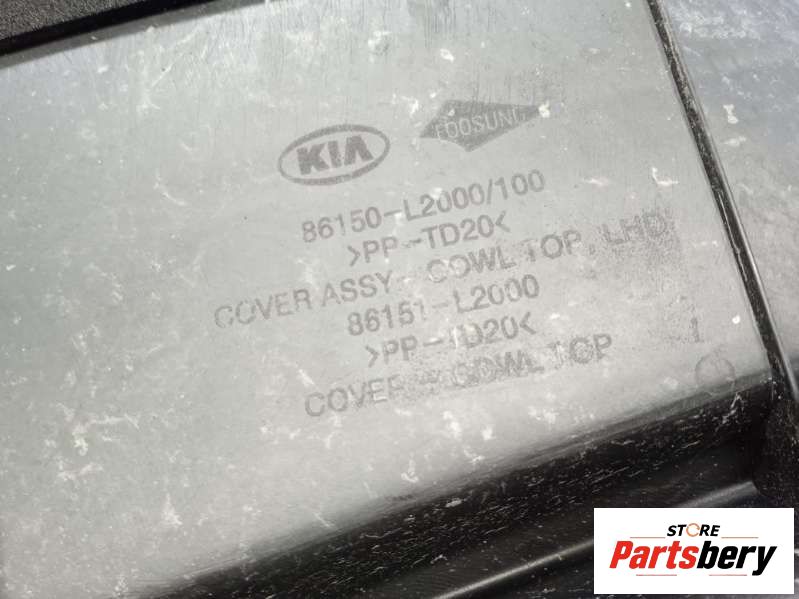 KIA
FOOSUNG
86150-L2000/100
>PP-TD20<
COVER ASSY-COWL TOP, LHD
86151-L2000
>PP-TD20<
COVER-COWL TOP
1
STORE
Partsbery